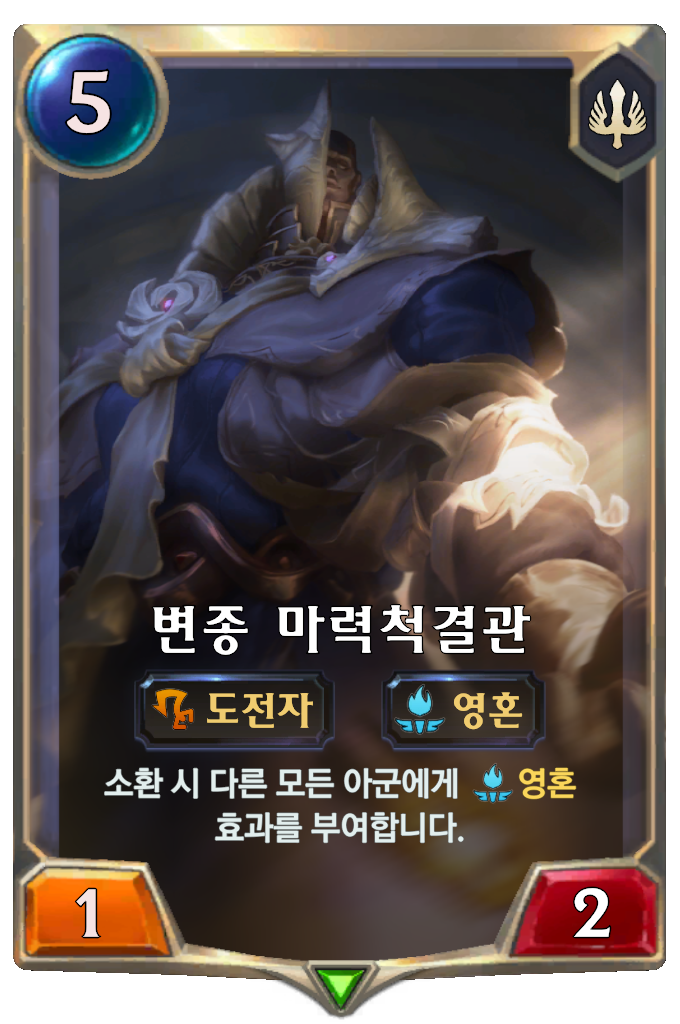 5
변종 마력척결관
도전자 영혼
소환 시 다른 모든 아군에게 영혼
효과를 부여합니다.
1 2